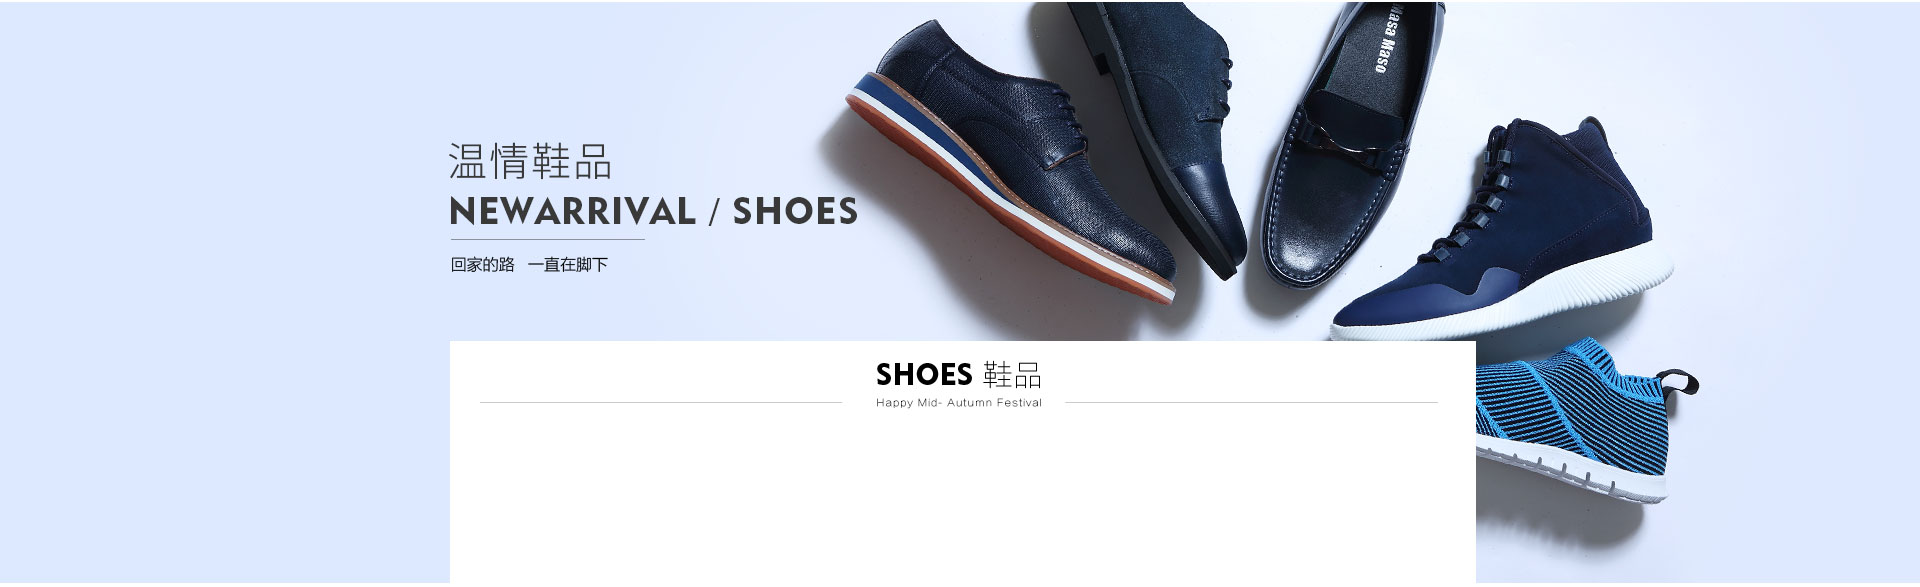 温情鞋品
NEWARRIVAL / SHOES
回家的路 一直在脚下
Masa Maso
SHOES 鞋品
Happy Mid- Autumn Festival